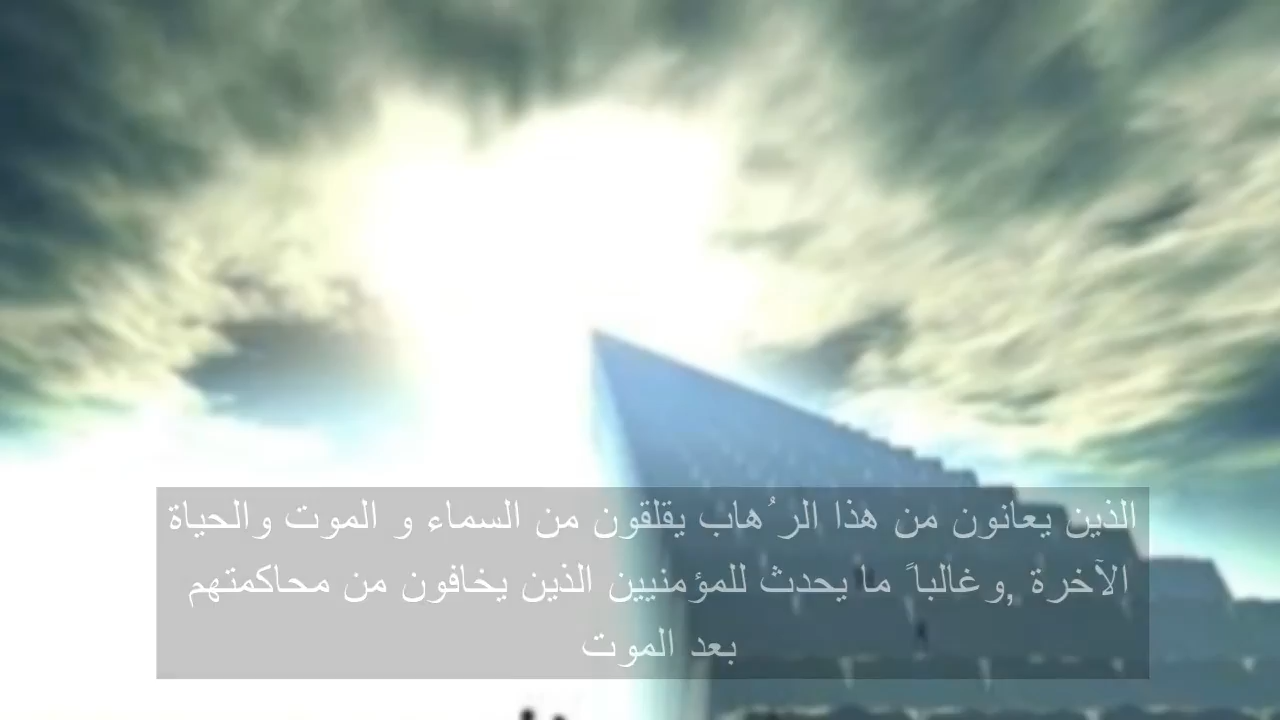 الذين يعانون من هذا الرُهاب يقلقون من السماء و الموت والحياة
الآخرة ,وغالباً ما يحدث للمؤمنيين الذين يخافون من محاكمتهم
بعد الموت